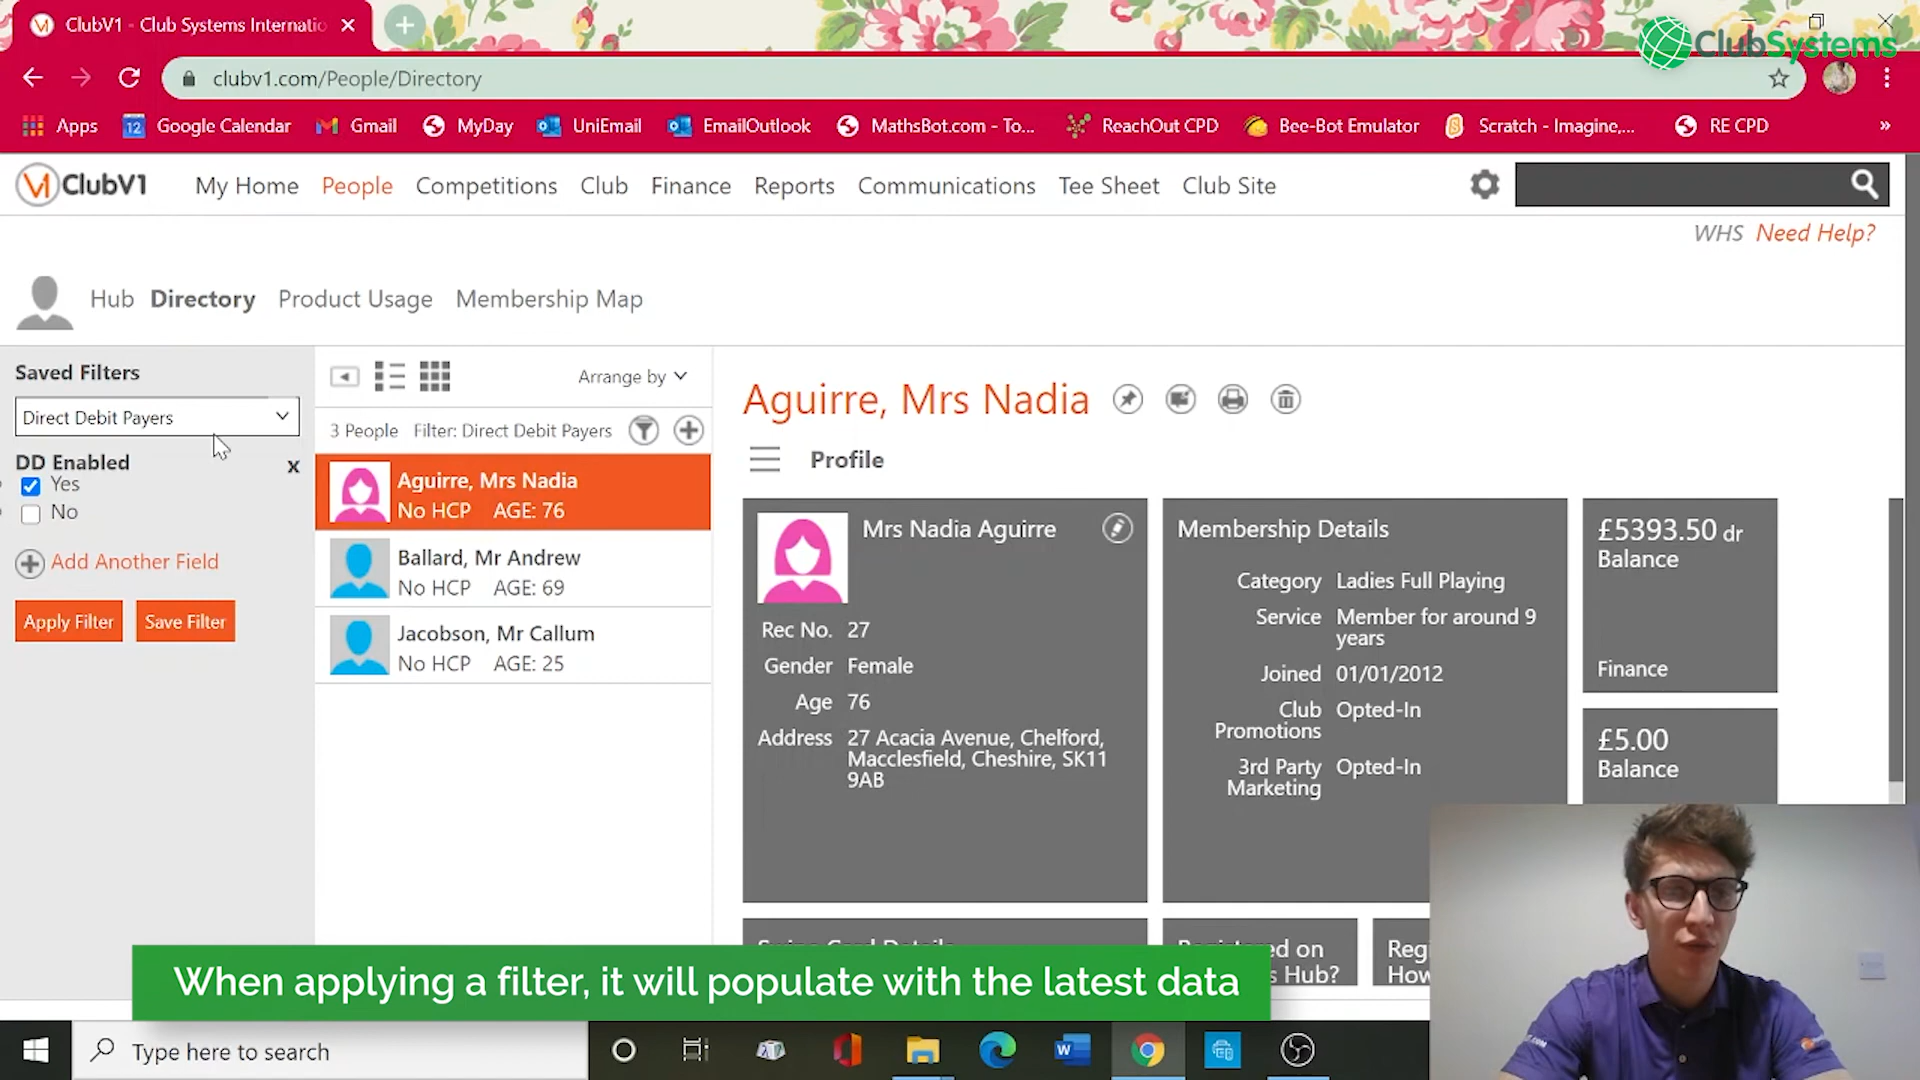 ClubV1 - Club Systems Internatio
ClubSystems
clubv1.com/People/Directory
Apps
12
Google Calendar
Gmail
MyDay
UniEmail
EmailOutlook
MathsBot.com - To...
ReachOut CPD
Bee-Bot Emulator
Scratch - Imagine,...
RE CPD
»
ClubV1
My Home
People
Competitions
Club
Finance
Reports
Communications
Tee Sheet
Club Site
WHS Need Help?
Hub
Directory
Product Usage
Membership Map
Saved Filters
Direct Debit Payers
DD Enabled
x
Yes
No
Add Another Field
Apply Filter
Save Filter
Arrange by
3 People Filter: Direct Debit Payers
Aguirre, Mrs Nadia
No HCP AGE: 76
Ballard, Mr Andrew
No HCP AGE: 69
Jacobson, Mr Callum
No HCP AGE: 25
Aguirre, Mrs Nadia
Profile
Mrs Nadia Aguirre
Rec No. 27
Gender Female
Age 76
Address 27 Acacia Avenue, Chelford,
Macclesfield, Cheshire, SK11
9AB
Membership Details
Category Ladies Full Playing
Service Member for around 9
years
Joined 01/01/2012
Club Opted-In
Promotions
3rd Party Opted-In
Marketing
£5393.50 dr
Balance
Finance
£5.00
Balance
When applying a filter, it will populate with the latest data
Type here to search